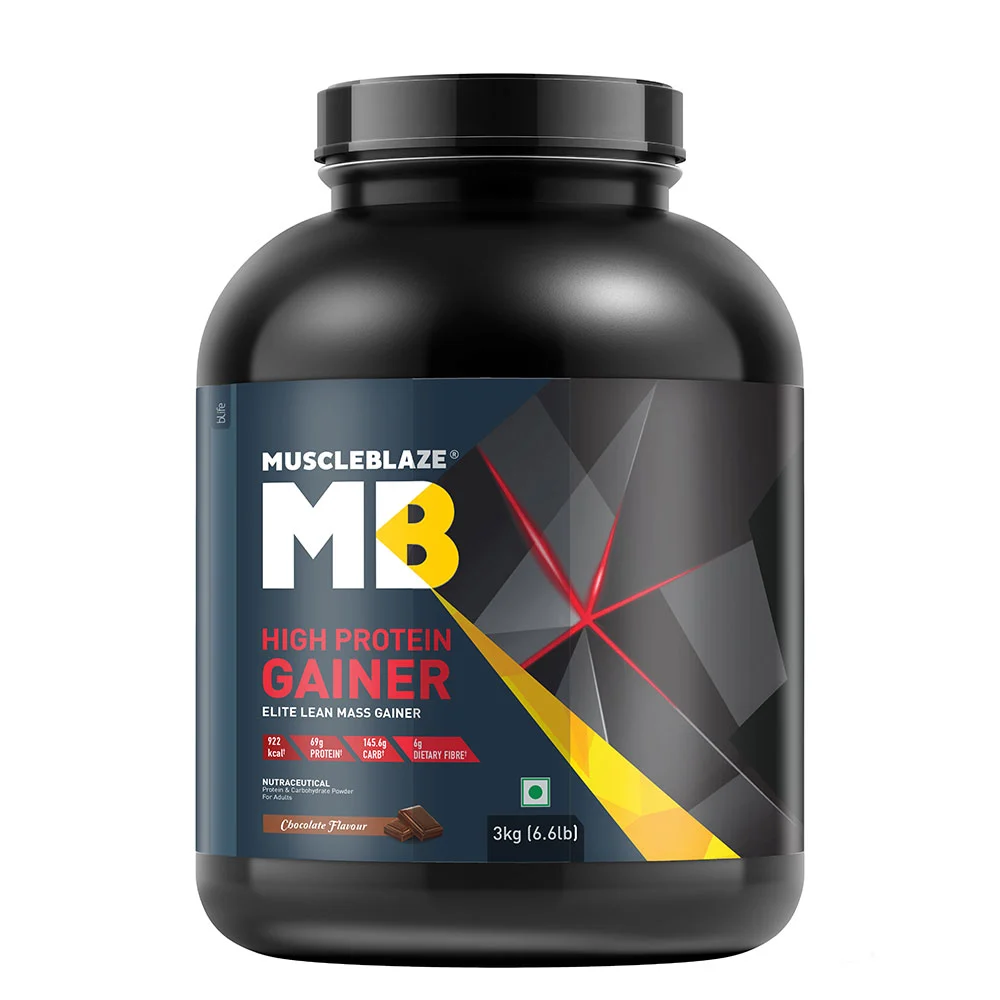 bLife
MUSCLEBLAZE®
MB
HIGH PROTEIN
GAINER
ELITE LEAN MASS GAINER
922 kcal†
69g PROTEIN†
145.6g CARB†
6g DIETARY FIBRE†
NUTRACEUTICAL
Protein & Carbohydrate Powder
For Adults
Chocolate Flavour
3kg (6.6lb)